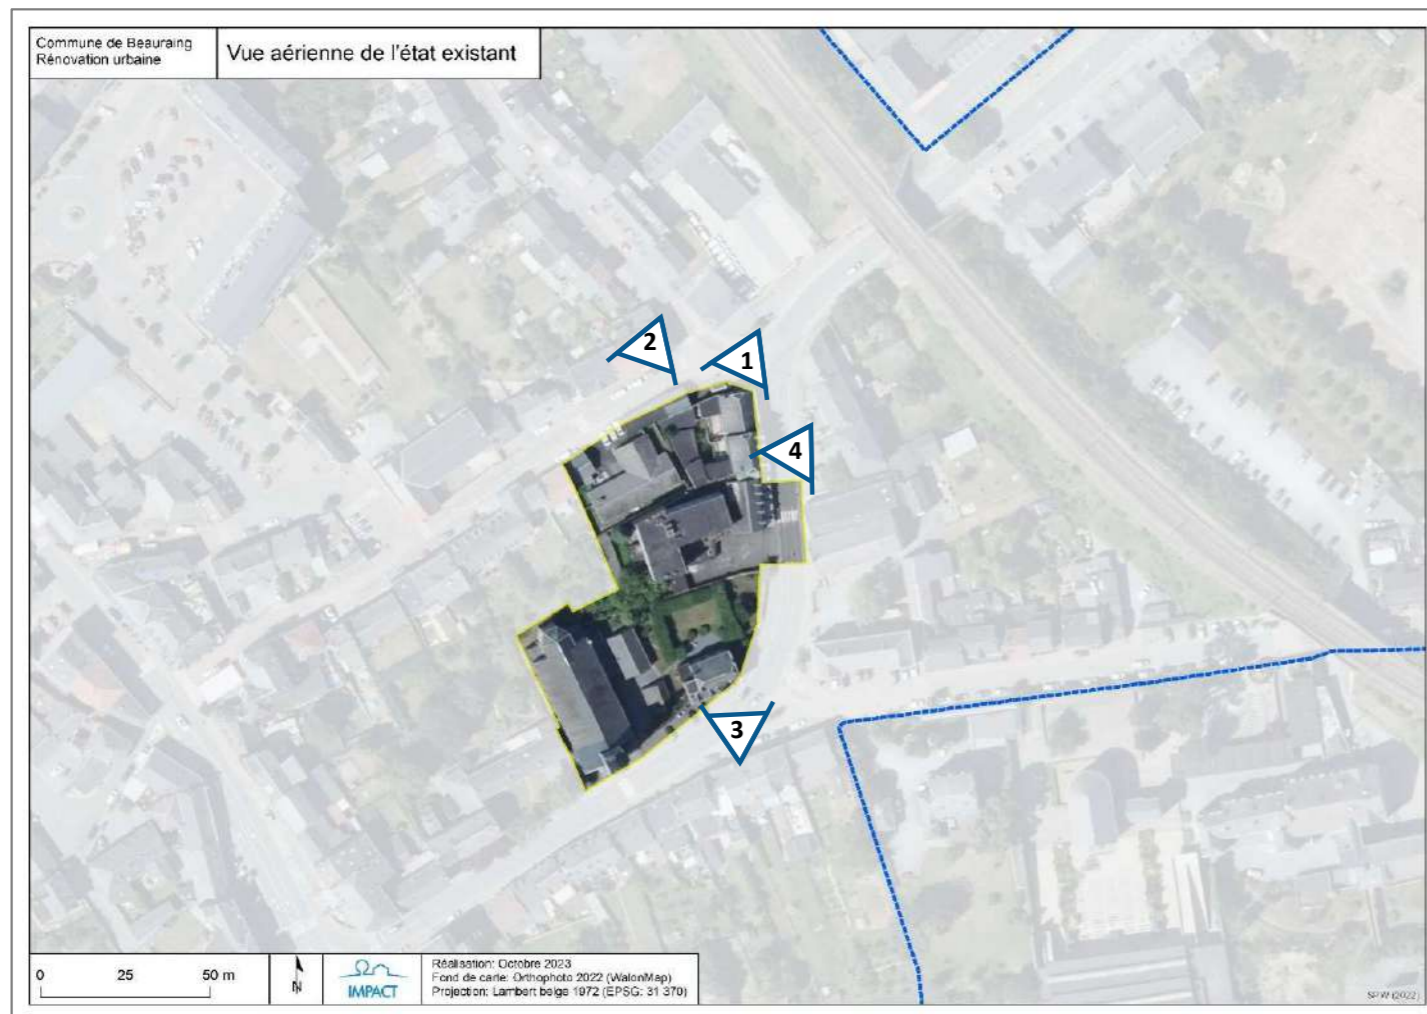 Commune de Beauraing
Rénovation urbaine
Vue aérienne de l'état existant
2
1
4
3
0 25 50 m
N
IMPACT
Réalisation: Octobre 2023
Fond de carte: Orthophoto 2022 (WalonMap)
Projection: Lambert belge 1972 (EPSG: 31 370)
SPW (2022)